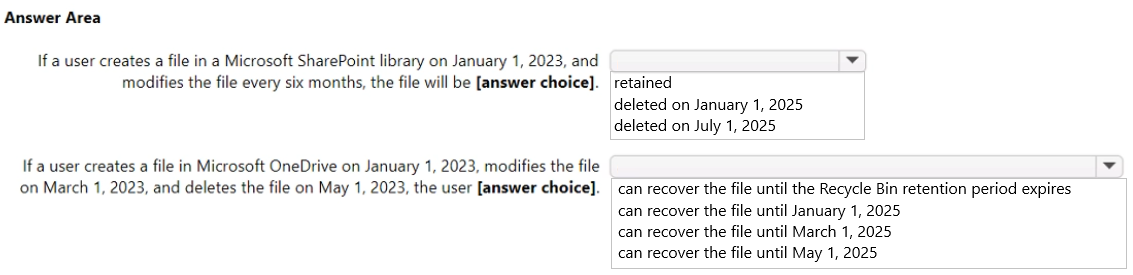 Answer Area
If a user creates a file in a Microsoft SharePoint library on January 1, 2023, and
modifies the file every six months, the file will be [answer choice].
retained
deleted on January 1, 2025
deleted on July 1, 2025
If a user creates a file in Microsoft OneDrive on January 1, 2023, modifies the file
on March 1, 2023, and deletes the file on May 1, 2023, the user [answer choice].
can recover the file until the Recycle Bin retention period expires
can recover the file until January 1, 2025
can recover the file until March 1, 2025
can recover the file until May 1, 2025